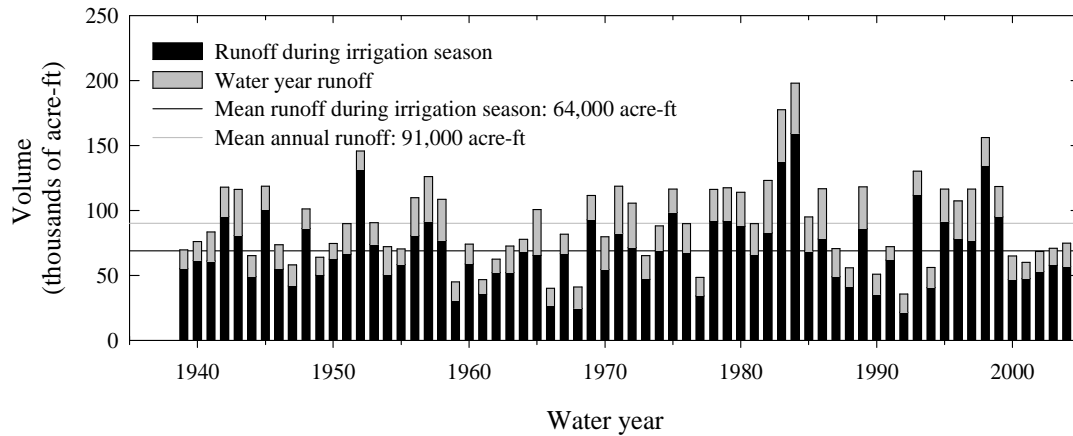 250
200
150
100
50
0
Volume
(thousands of acre-ft)
Runoff during irrigation season
Water year runoff
Mean runoff during irrigation season: 64,000 acre-ft
Mean annual runoff: 91,000 acre-ft
1940 1950 1960 1970 1980 1990 2000
Water year